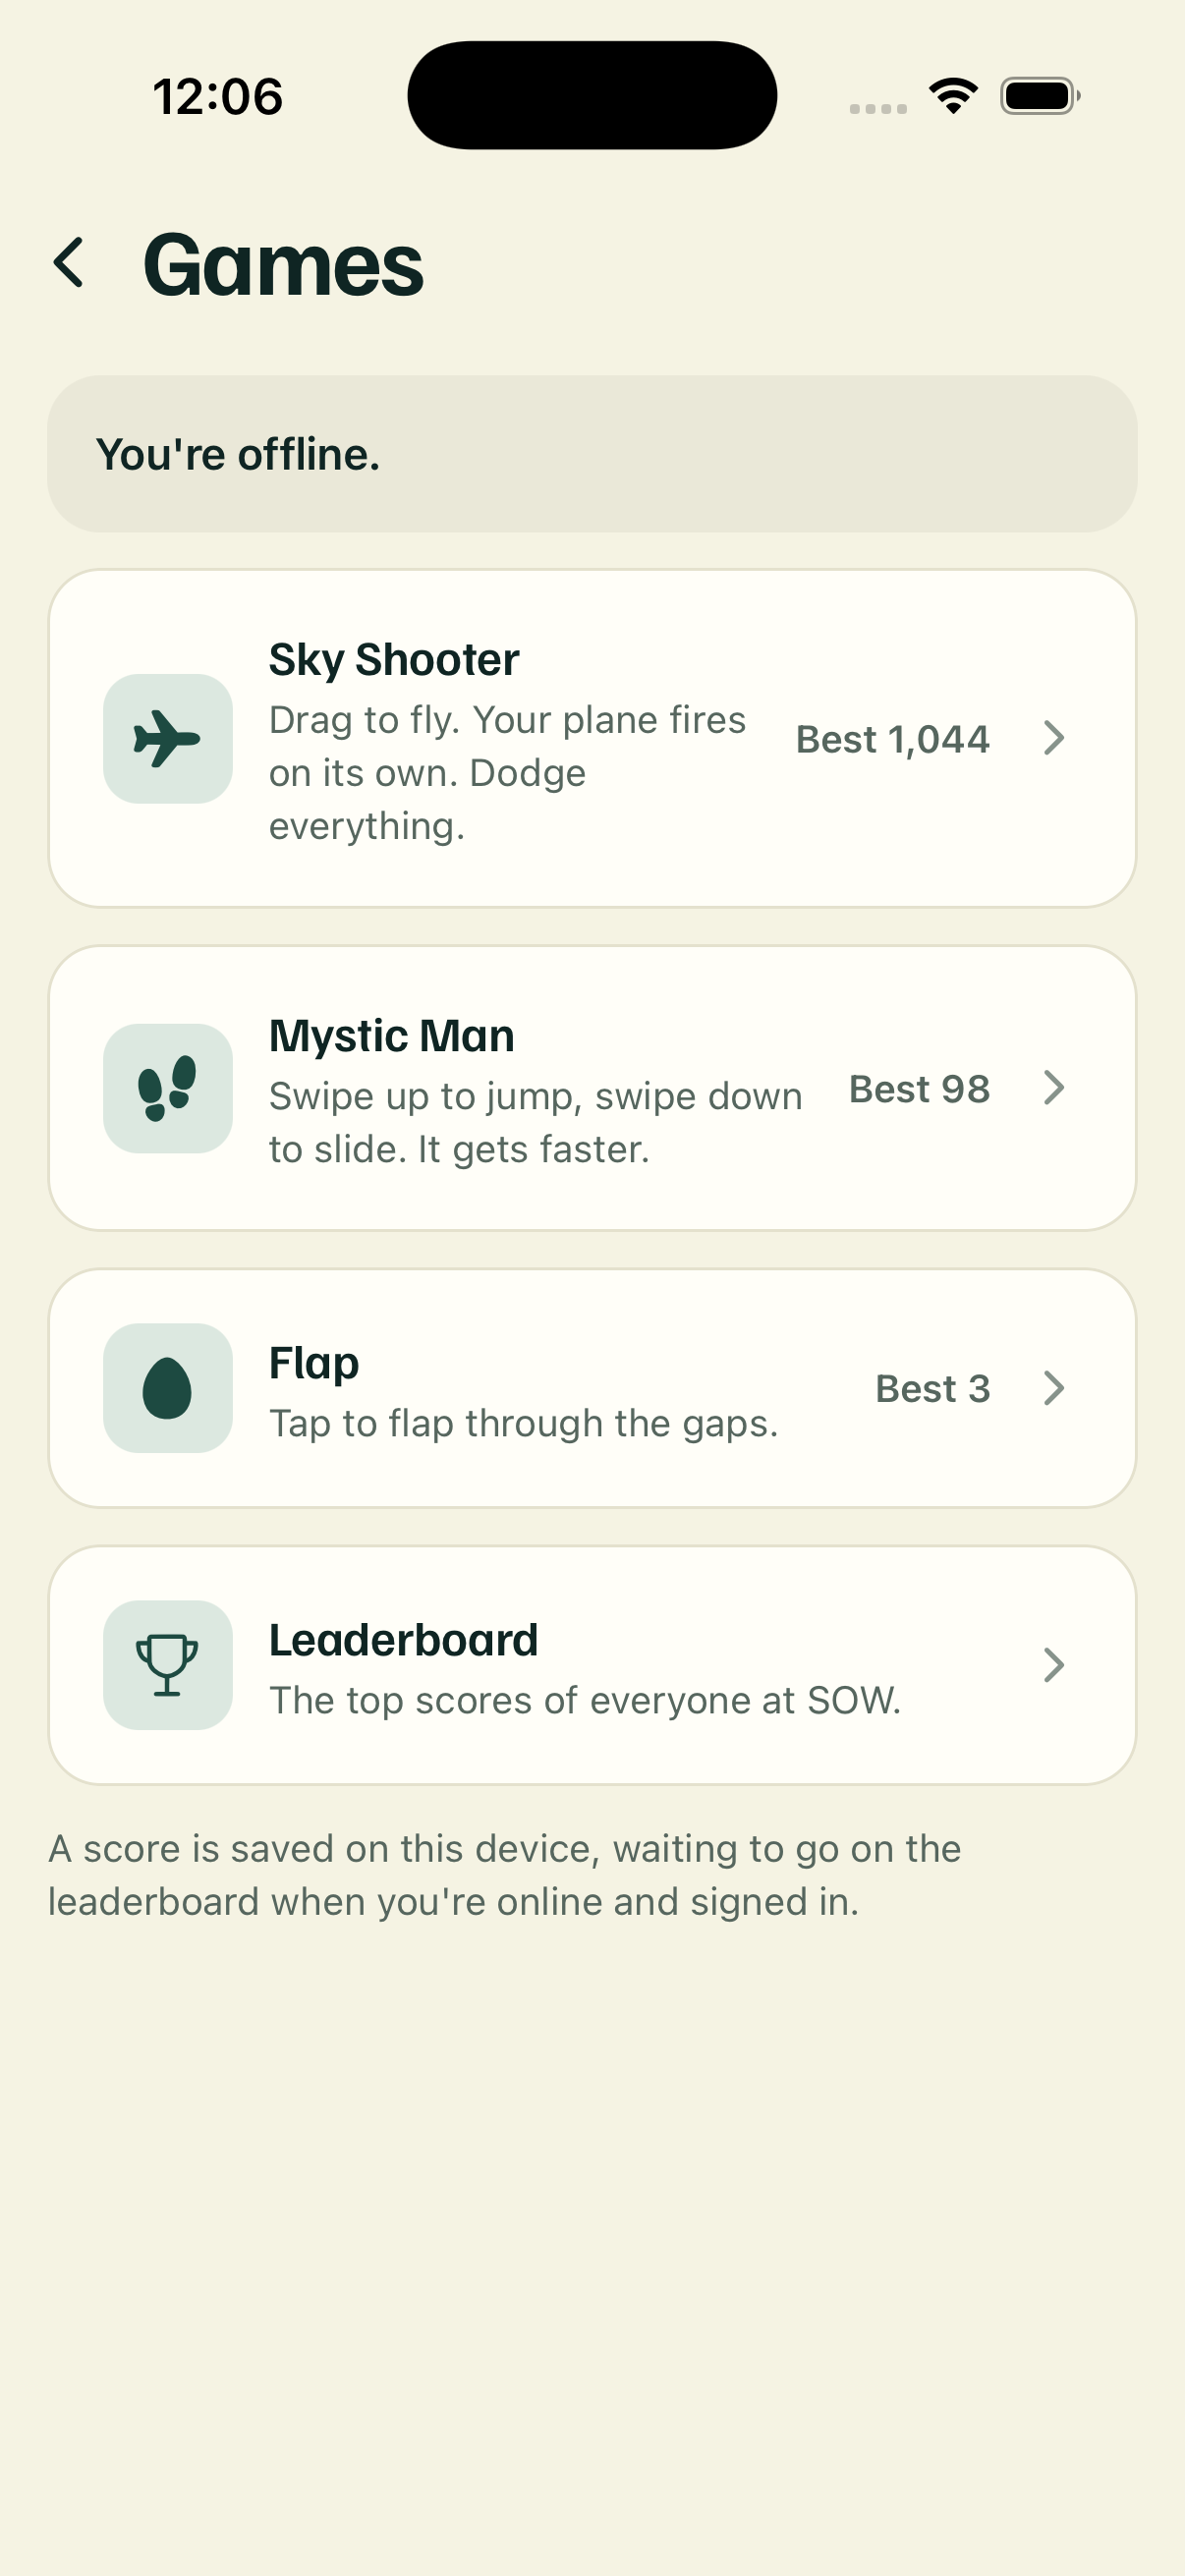 12:06
Games
You're offline.
Sky Shooter
Drag to fly. Your plane fires
on its own. Dodge
everything.
Best 1,044
Mystic Man
Swipe up to jump, swipe down
to slide. It gets faster.
Best 98
Flap
Tap to flap through the gaps.
Best 3
Leaderboard
The top scores of everyone at SOW.
A score is saved on this device, waiting to go on the
leaderboard when you're online and signed in.